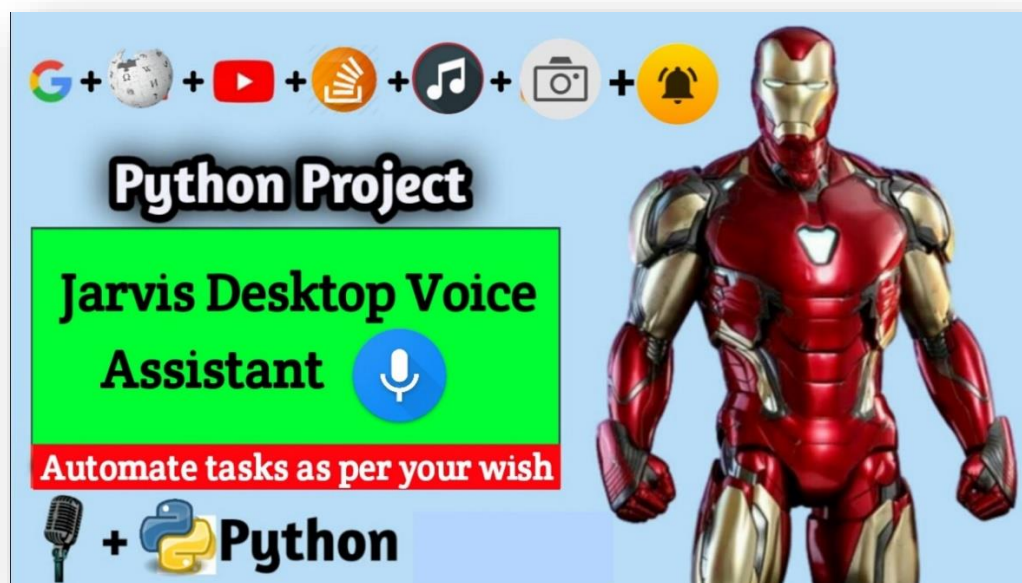 G + + + + + +
Python Project
Jarvis Desktop Voice
Assistant
Automate tasks as per your wish
+ Python